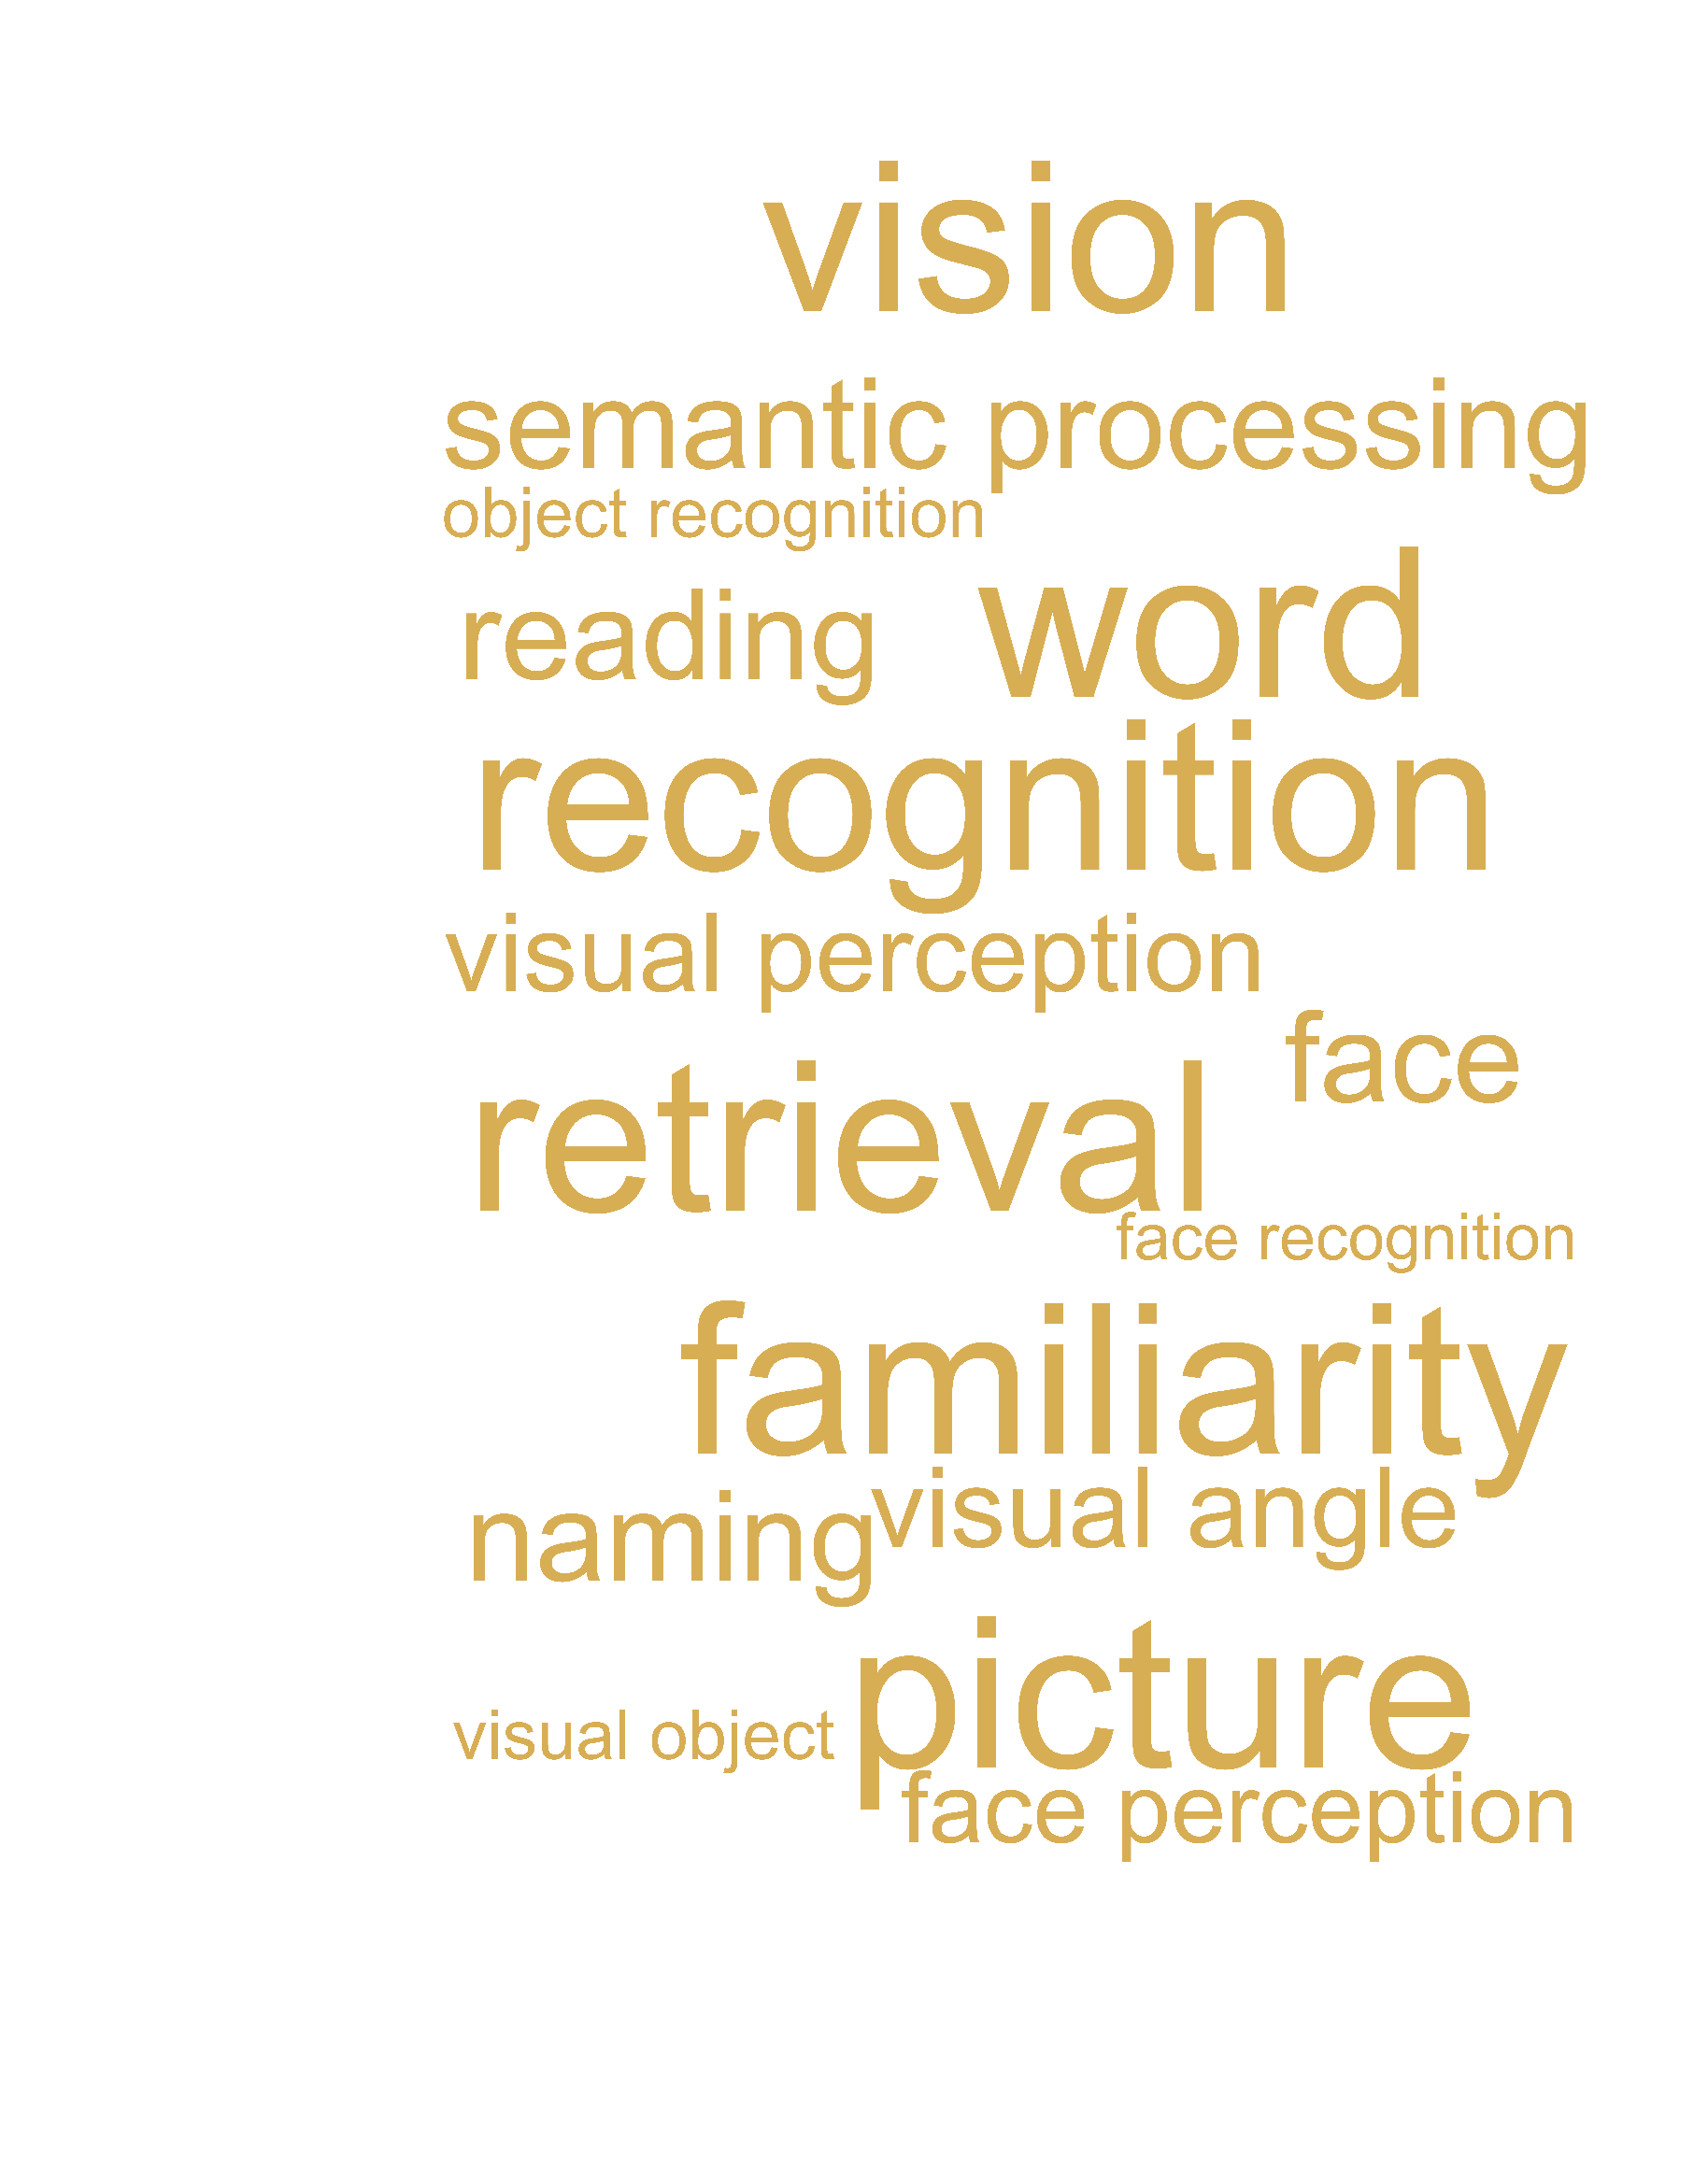 vision
semantic processing
object recognition
reading word
recognition
visual perception
face
retrieval
face recognition
familiarity
naming visual angle
visual object picture
face perception